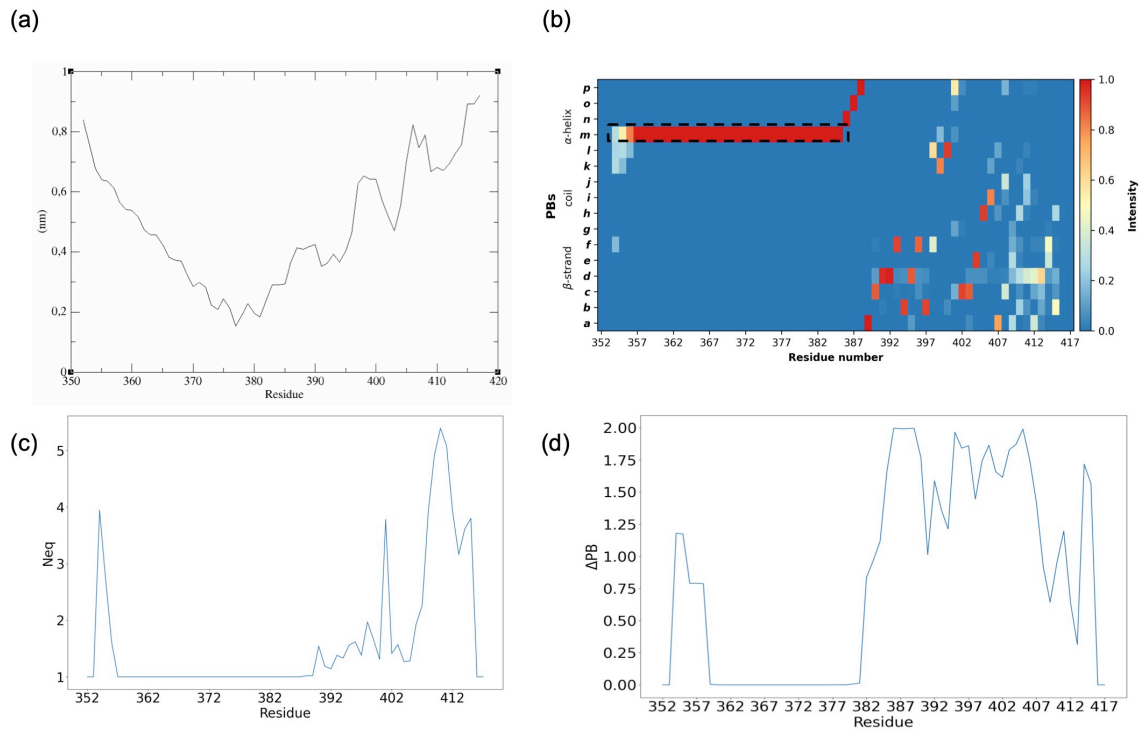 (a)
1
0,8
0,6
0,4
0,2
0
(nm)
350 360 370 380 390 400 410 420
Residue
(b)
p
o
n
m
l
k
j
i
h
g
f
e
d
c
b
a
α-helix
coil
β-strand
PBs
352 357 362 367 372 377 382 387 392 397 402 407 412 417
Residue number
1.0
0.8
0.6
0.4
0.2
0.0
Intensity
(c)
5
4
3
2
1
Neq
352 362 372 382 392 402 412
Residue
(d)
2.00
1.75
1.50
1.25
1.00
0.75
0.50
0.25
0.00
ΔPB
352 357 362 367 372 377 382 387 392 397 402 407 412 417
Residue